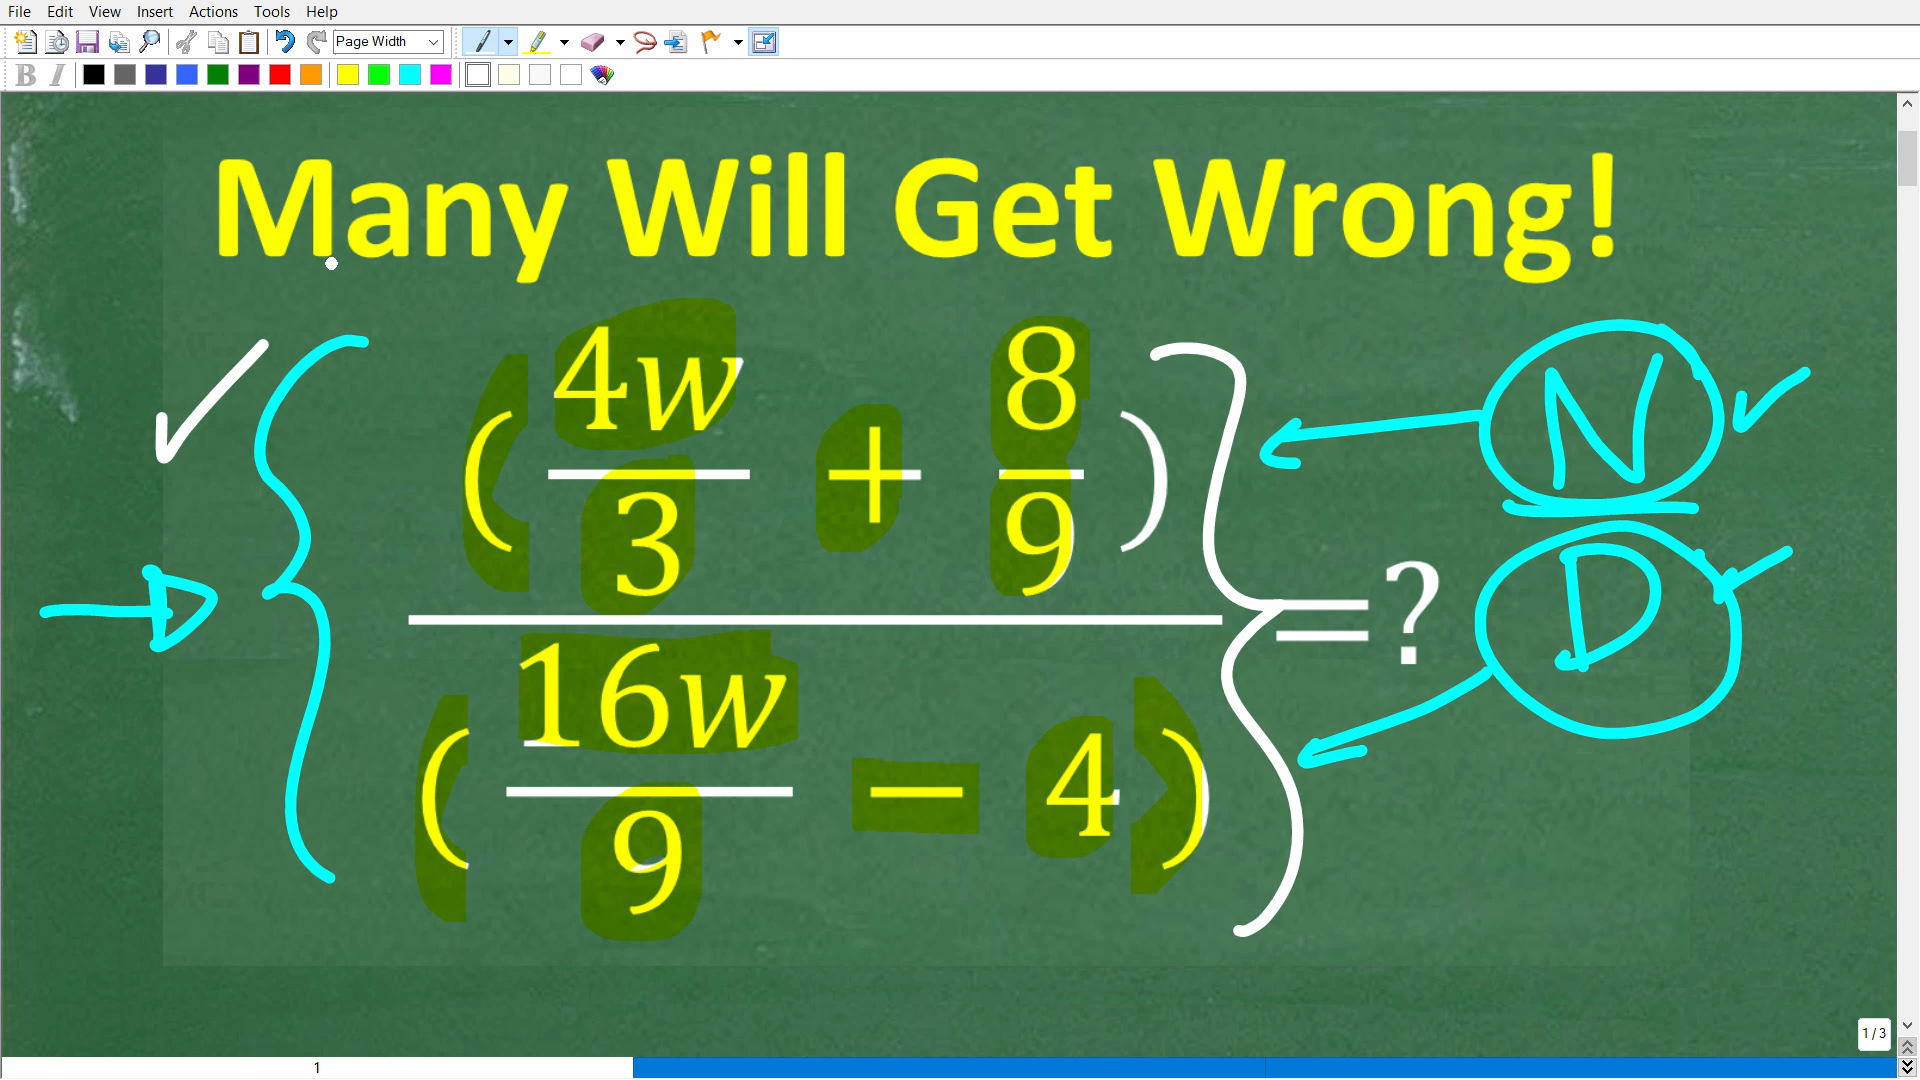 File Edit View Insert Actions Tools Help
Page Width
B I
Many Will Get Wrong!
(4w/3 + 8/9)
N
= ?
D
D
(16w/9 − 4)
1 / 3
1